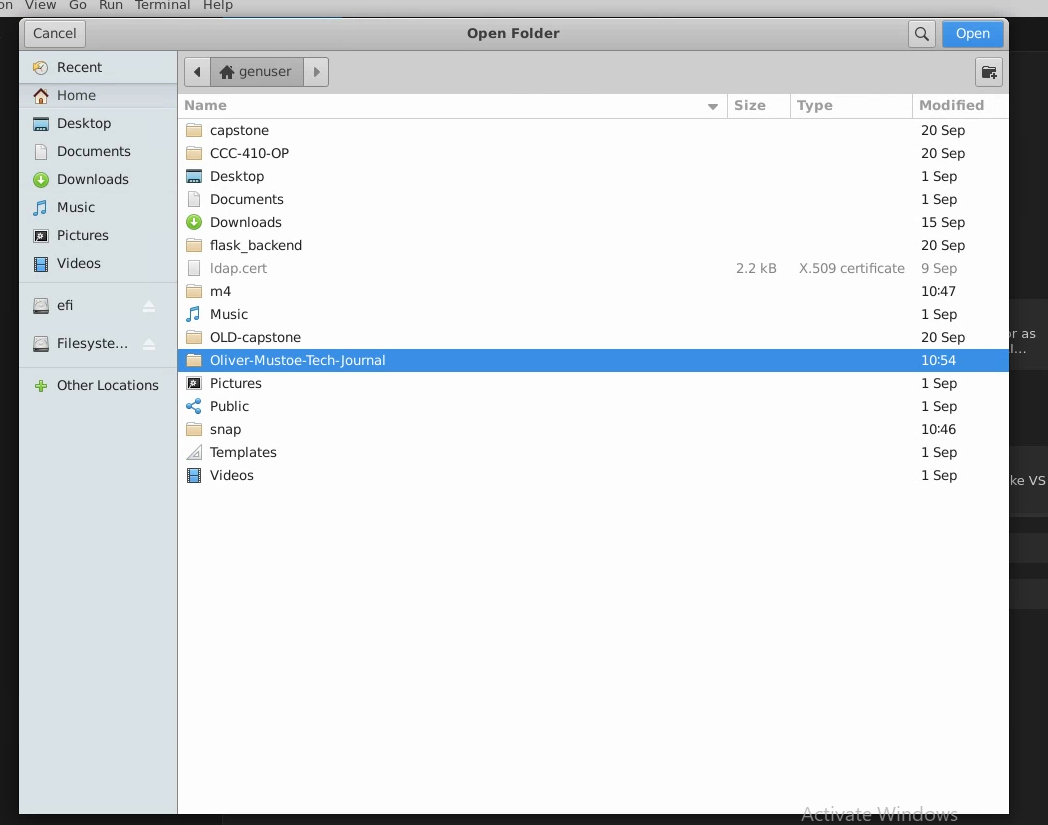 on View Go Run Terminal Help
Cancel Open Folder Open
Recent
Home
Desktop
Documents
Downloads
Music
Pictures
Videos
efi
Filesyste...
Other Locations
genuser
Name Size Type Modified
capstone 20 Sep
CCC-410-OP 20 Sep
Desktop 1 Sep
Documents 1 Sep
Downloads 15 Sep
flask_backend 20 Sep
ldap.cert 2.2 kB X.509 certificate 9 Sep
m4 10:47
Music 1 Sep
OLD-capstone 20 Sep
Oliver-Mustoe-Tech-Journal 10:54
Pictures 1 Sep
Public 1 Sep
snap 10:46
Templates 1 Sep
Videos 1 Sep
or as
l...
ke VS
Activate Windows